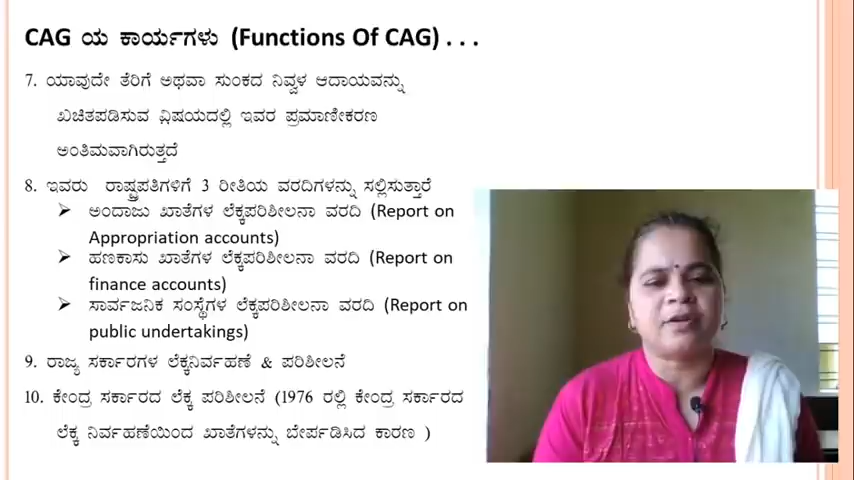 CAG ಯ ಕಾರ್ಯಗಳು (Functions Of CAG) . . .
7. ಯಾವುದೇ ತೆರಿಗೆ ಅಥವಾ ಸುಂಕದ ನಿವ್ವಳ ಆದಾಯವನ್ನು
ಖಚಿತಪಡಿಸುವ ವಿಷಯದಲ್ಲಿ ಇವರ ಪ್ರಮಾಣೀಕರಣ
ಅಂತಿಮವಾಗಿರುತ್ತದೆ
8. ಇವರು ರಾಷ್ಟ್ರಪತಿಗಳಿಗೆ 3 ರೀತಿಯ ವರದಿಗಳನ್ನು ಸಲ್ಲಿಸುತ್ತಾರೆ
➢ ಅಂದಾಜು ಖಾತೆಗಳ ಲೆಕ್ಕಪರಿಶೀಲನಾ ವರದಿ (Report on
Appropriation accounts)
➢ ಹಣಕಾಸು ಖಾತೆಗಳ ಲೆಕ್ಕಪರಿಶೀಲನಾ ವರದಿ (Report on
finance accounts)
➢ ಸಾರ್ವಜನಿಕ ಸಂಸ್ಥೆಗಳ ಲೆಕ್ಕಪರಿಶೀಲನಾ ವರದಿ (Report on
public undertakings)
9. ರಾಜ್ಯ ಸರ್ಕಾರಗಳ ಲೆಕ್ಕನಿರ್ವಹಣೆ & ಪರಿಶೀಲನೆ
10. ಕೇಂದ್ರ ಸರ್ಕಾರದ ಲೆಕ್ಕ ಪರಿಶೀಲನೆ (1976 ರಲ್ಲಿ ಕೇಂದ್ರ ಸರ್ಕಾರದ
ಲೆಕ್ಕ ನಿರ್ವಹಣೆಯಿಂದ ಖಾತೆಗಳನ್ನು ಬೇರ್ಪಡಿಸಿದ ಕಾರಣ )